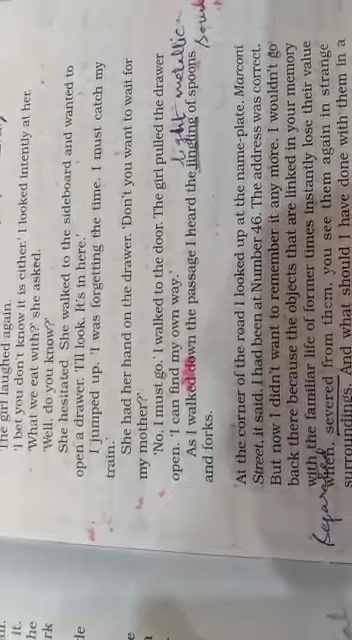 The girl laughed again.
'I bet you don't know it is either.' I looked intently at her.
'What we eat with?' she asked.
'Well, do you know?'
She hesitated. She walked to the sideboard and wanted to
open a drawer. 'I'll look. It's in here.'
I jumped up. 'I was forgetting the time. I must catch my
train.'
She had her hand on the drawer. 'Don't you want to wait for
my mother?'
'No, I must go.' I walked to the door. The girl pulled the drawer
open. 'I can find my own way.'
light metallic
sound
As I walked down the passage I heard the jingling of spoons
and forks.
'At the corner of the road I looked up at the name-plate. Marconi
Street, it said. I had been at Number 46. The address was correct.
But now I didn't want to remember it any more. I wouldn't go
back there because the objects that are linked in your memory
with the familiar life of former times instantly lose their value
when, severed from them, you see them again in strange
Separated
surroundings. And what should I have done with them in a
it.
he
rk
de
e